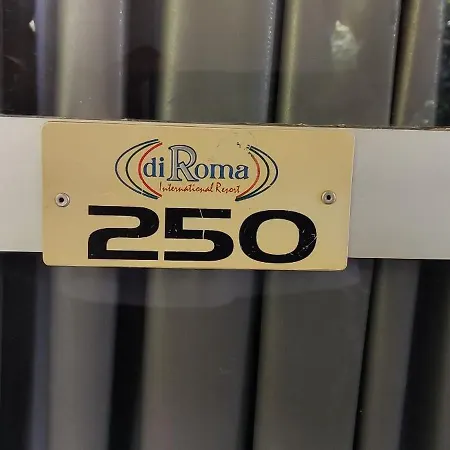 diRoma
International Resort
250